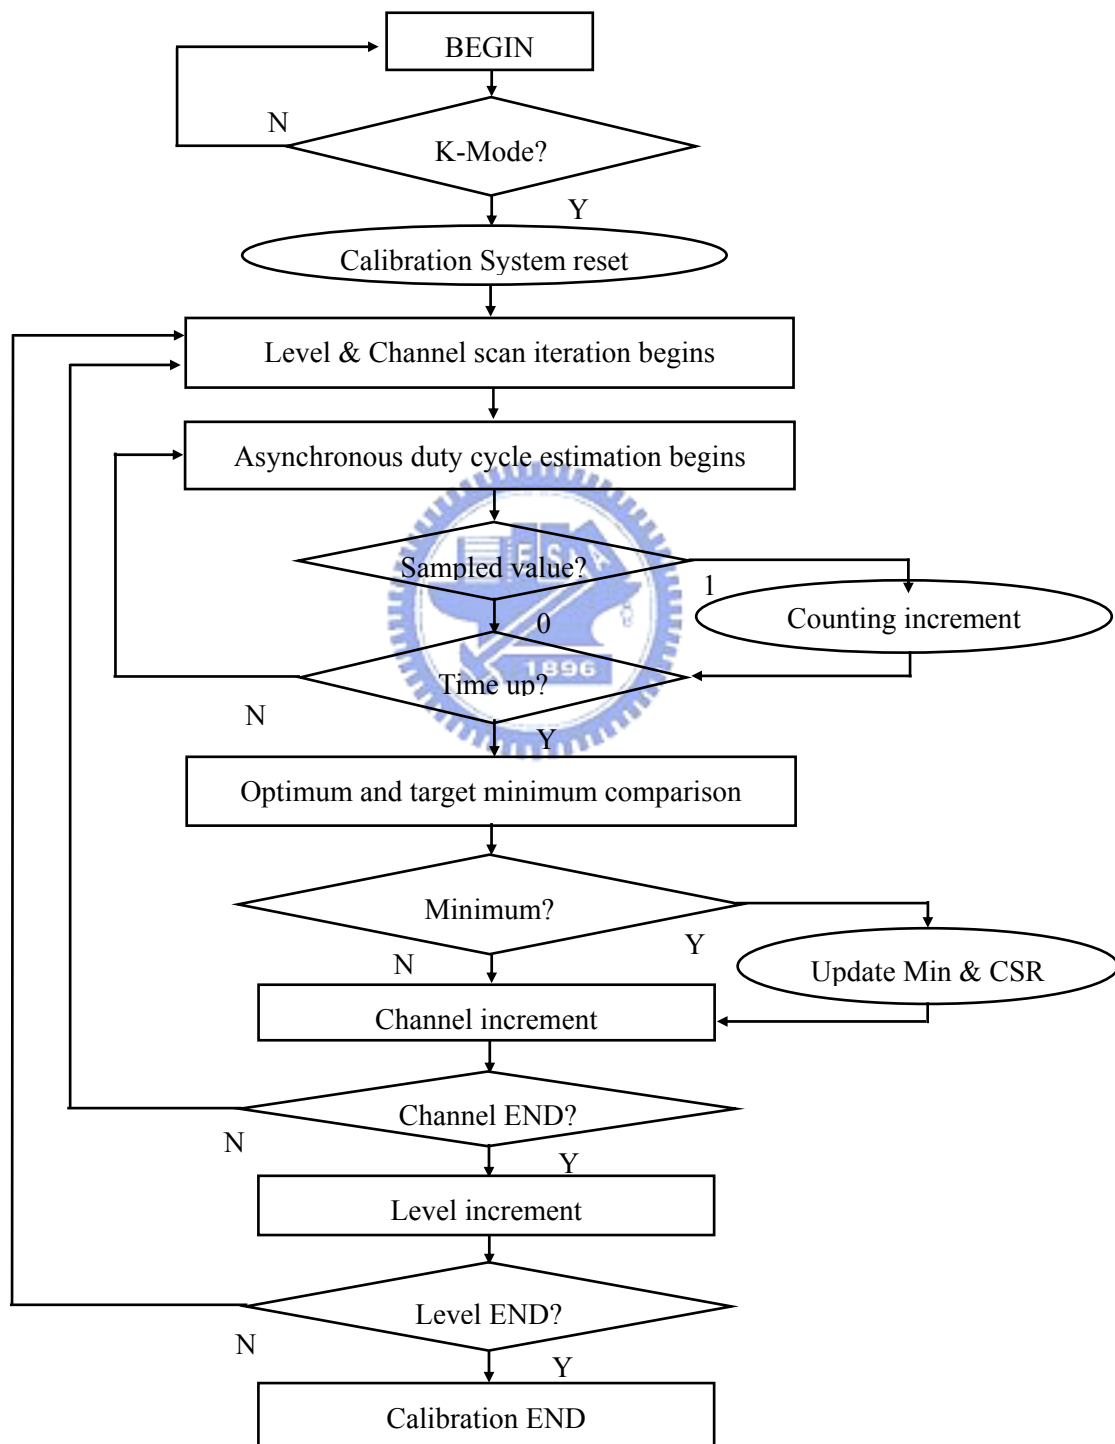 BEGIN
N
K-Mode?
Y
Calibration System reset
Level & Channel scan iteration begins
Asynchronous duty cycle estimation begins
E S A
Sampled value?
1
Counting increment
0
1896
Time up?
N
Y
Optimum and target minimum comparison
Minimum?
Y
N
Update Min & CSR
Channel increment
Channel END?
N
Y
Level increment
Level END?
N
Y
Calibration END